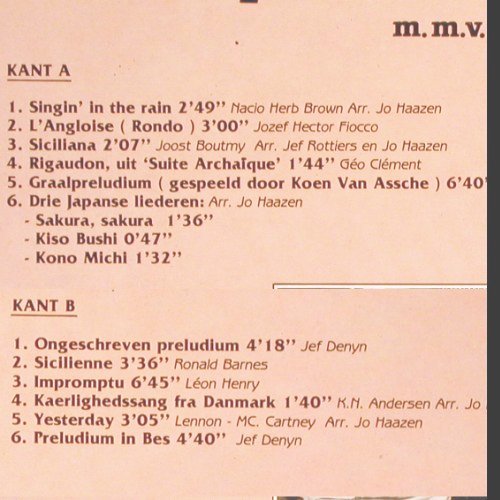 m.m.v.
KANT A
1. Singin' in the rain 2'49" Nacio Herb Brown Arr. Jo Haazen
2. L'Angloise ( Rondo ) 3'00" Jozef Hector Fiocco
3. Siciliana 2'07" Joost Boutmy Arr. Jef Rottiers en Jo Haazen
4. Rigaudon, uit 'Suite Archaïque' 1'44" Géo Clément
5. Graalpreludium ( gespeeld door Koen Van Assche ) 6'40'
6. Drie Japanse liederen: Arr. Jo Haazen
- Sakura, sakura 1'36"
- Kiso Bushi 0'47"
- Kono Michi 1'32"
KANT B
1. Ongeschreven preludium 4'18" Jef Denyn
2. Sicilienne 3'36" Ronald Barnes
3. Impromptu 6'45" Léon Henry
4. Kaerlighedssang fra Danmark 1'40" K.N. Andersen Arr. Jo
5. Yesterday 3'05" Lennon - MC. Cartney Arr. Jo Haazen
6. Preludium in Bes 4'40" Jef Denyn